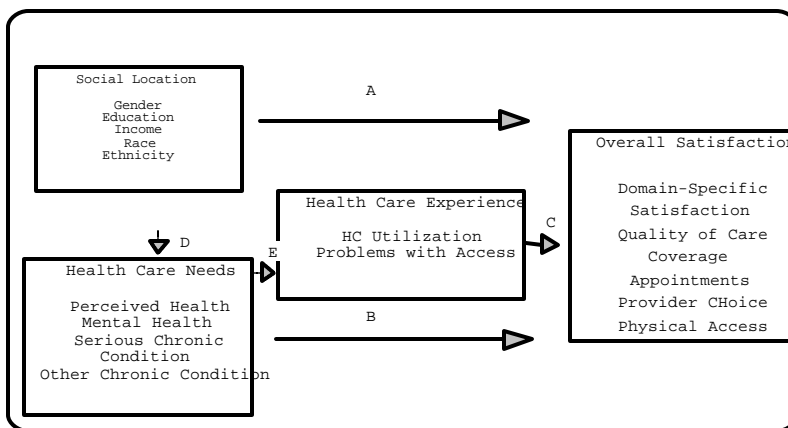 Social Location
Gender
Education
Income
Race
Ethnicity
A
Overall Satisfaction
Domain-Specific
Satisfaction
Quality of Care
Coverage
Appointments
Provider CHoice
Physical Access
Health Care Experience
HC Utilization
Problems with Access
C
D
E
Health Care Needs
Perceived Health
Mental Health
Serious Chronic
Condition
Other Chronic Condition
B